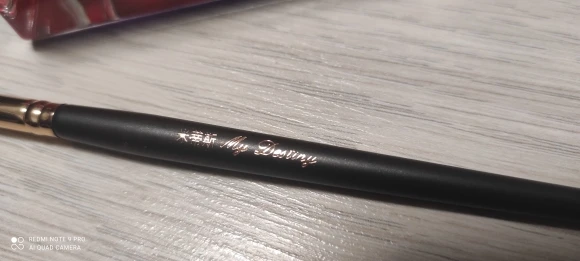 My Destiny
REDMI NOTE 9 PRO
AI QUAD CAMERA